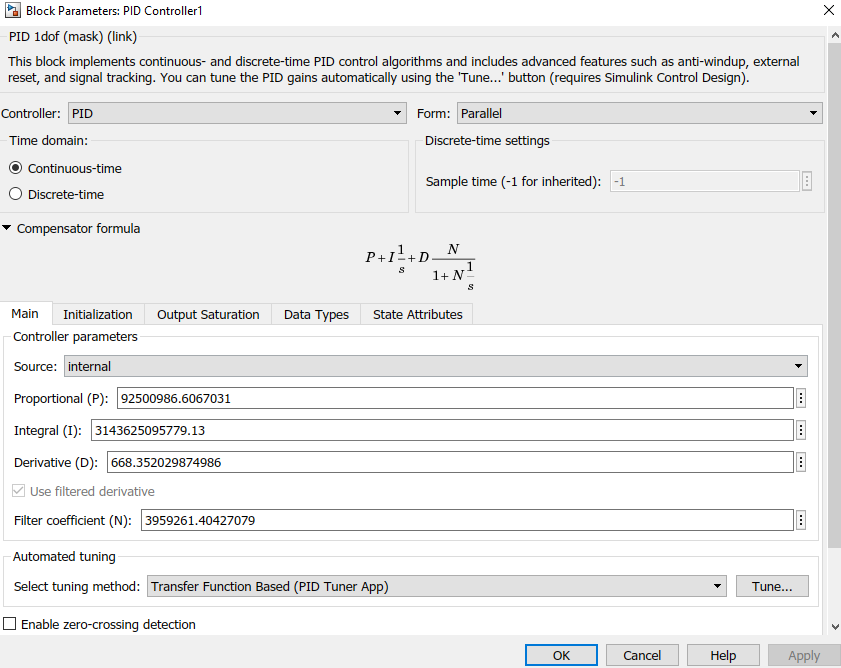 Block Parameters: PID Controller1
PID 1dof (mask) (link)
This block implements continuous- and discrete-time PID control algorithms and includes advanced features such as anti-windup, external
reset, and signal tracking. You can tune the PID gains automatically using the 'Tune...' button (requires Simulink Control Design).
Controller: PID Form: Parallel
Time domain: Discrete-time settings
Continuous-time
Sample time (-1 for inherited): -1
Discrete-time
Compensator formula
P+I 1/s + D N/(1+N 1/s)
Main Initialization Output Saturation Data Types State Attributes
Controller parameters
Source: internal
Proportional (P): 92500986.6067031
Integral (I): 3143625095779.13
Derivative (D): 668.352029874986
Use filtered derivative
Filter coefficient (N): 3959261.40427079
Automated tuning
Select tuning method: Transfer Function Based (PID Tuner App) Tune...
Enable zero-crossing detection
OK Cancel Help Apply